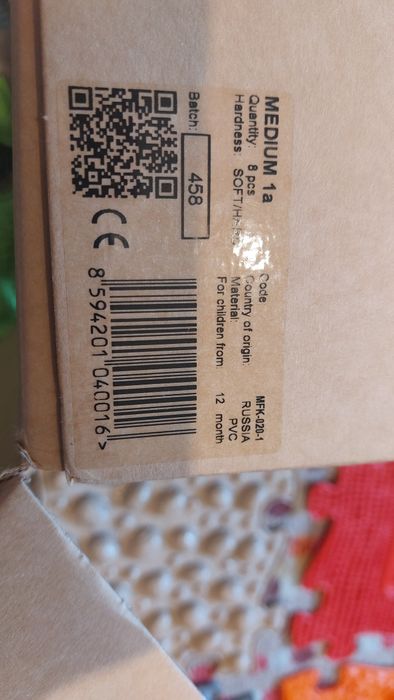 MEDIUM 1a
Quantity: 8 pcs
Hardness: SOFT/HARD
Batch: 458
Code MFK-020-1
Country of origin: RUSSIA
Material: PVC
For children from: 12 month
CE
8 594201 040016 >